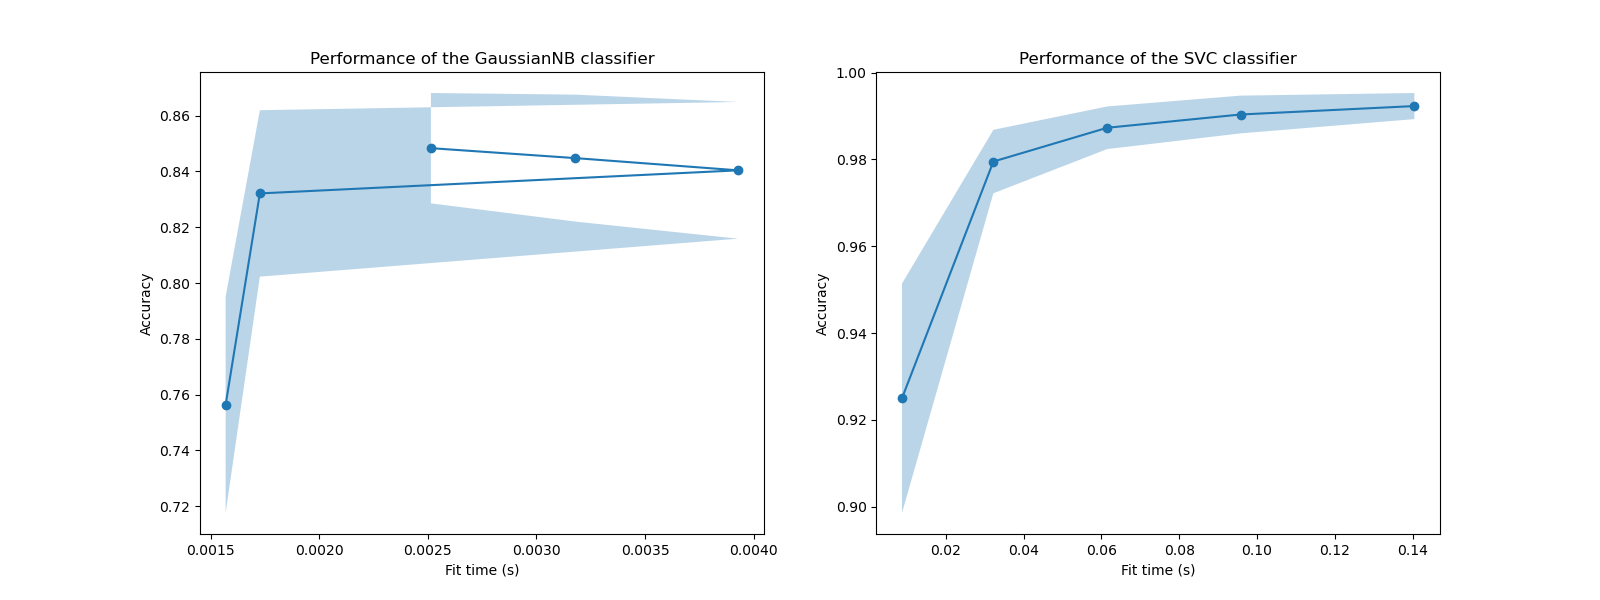 Performance of the GaussianNB classifier
0.86
0.84
0.82
0.80
0.78
0.76
0.74
0.72
Accuracy
0.0015 0.0020 0.0025 0.0030 0.0035 0.0040
Fit time (s)
Performance of the SVC classifier
1.00
0.98
0.96
0.94
0.92
0.90
Accuracy
0.02 0.04 0.06 0.08 0.10 0.12 0.14
Fit time (s)